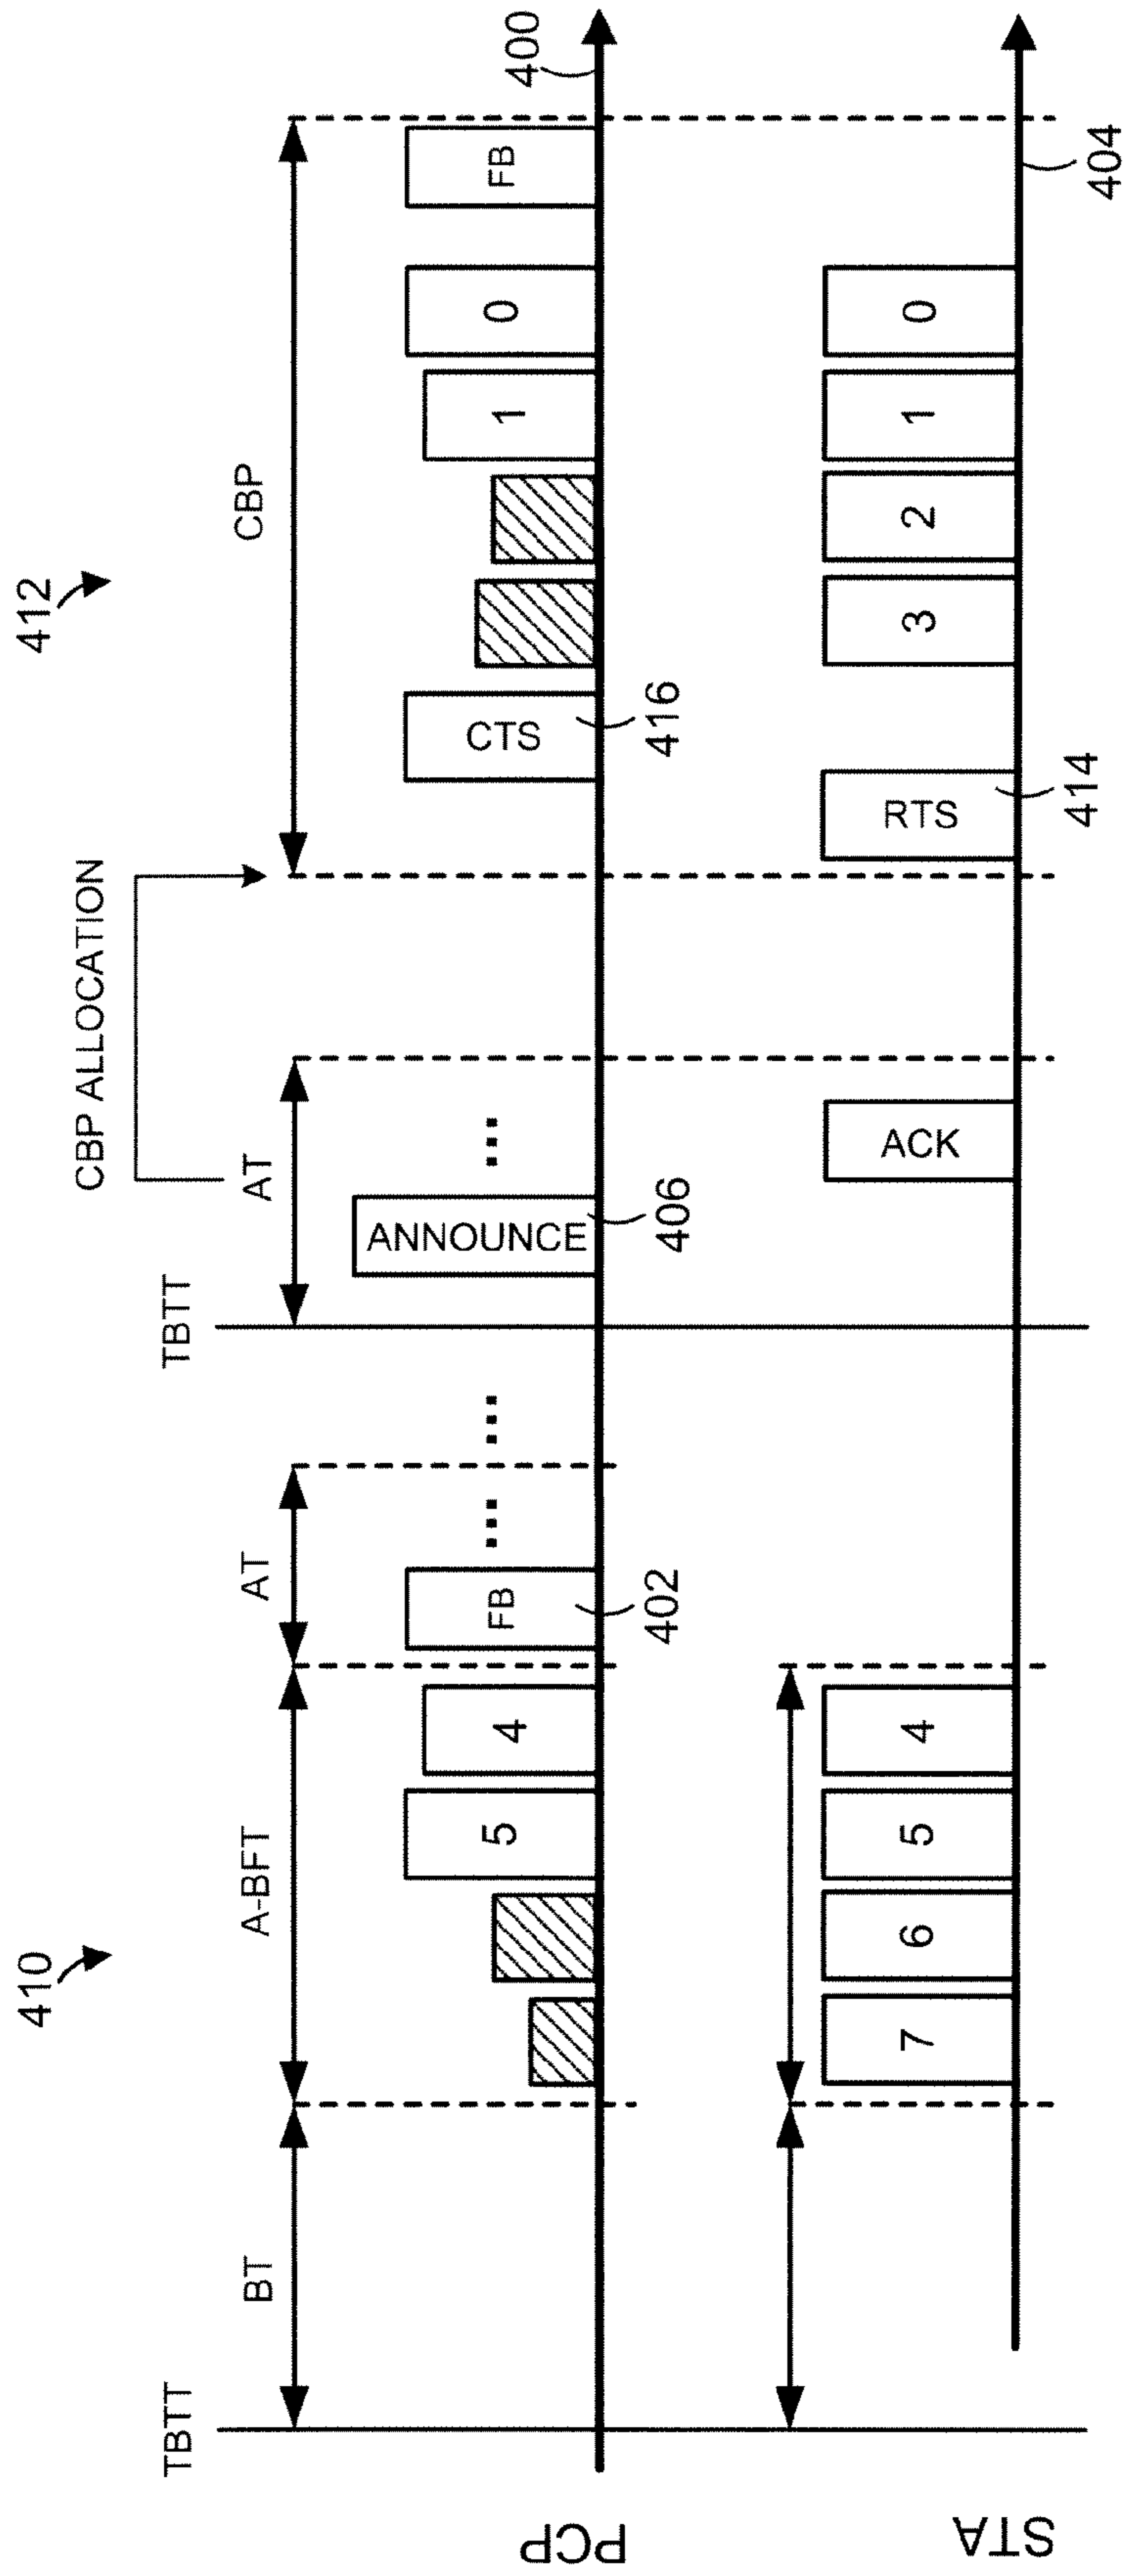 410
412
CBP ALLOCATION
TBTT
BT
A-BFT
AT
TBTT
AT
CBP
PCP
5
4
FB
...
...
ANNOUNCE
...
CTS
1
0
FB
400
402
406
416
STA
7
6
5
4
ACK
RTS
3
2
1
0
414
404